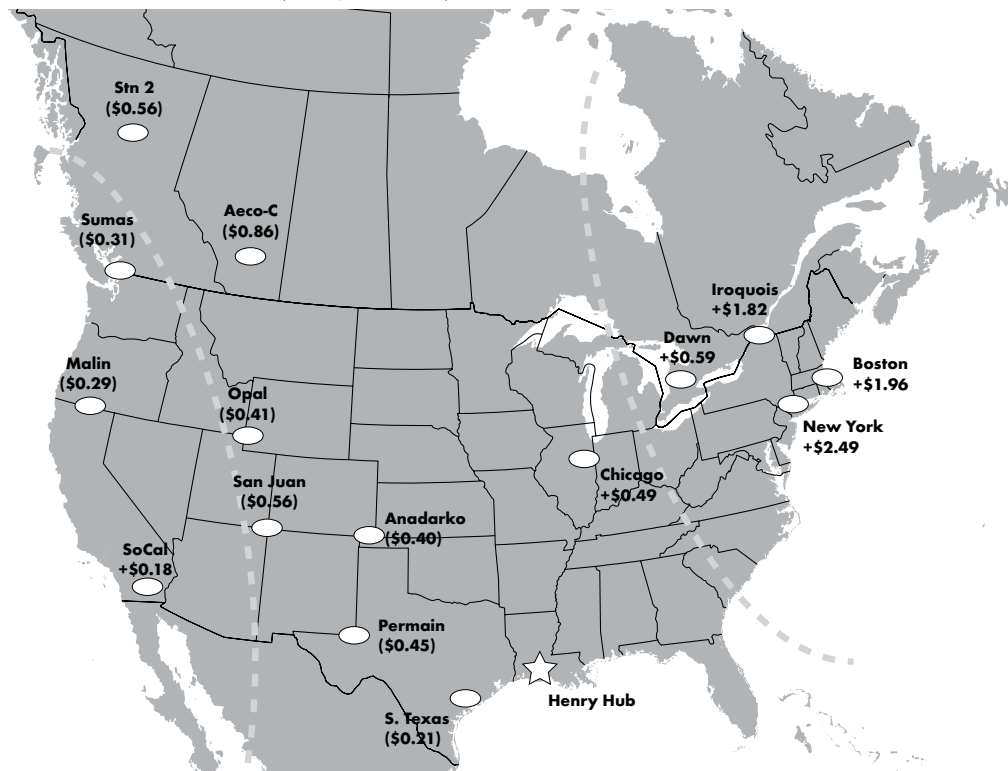 Stn 2
($0.56)
Aeco-C
($0.86)
Sumas
($0.31)
Iroquois
+$1.82
Dawn
+$0.59
Malin
($0.29)
Boston
+$1.96
Opal
($0.41)
New York
+$2.49
Chicago
+$0.49
San Juan
($0.56)
Anadarko
($0.40)
SoCal
+$0.18
Permain
($0.45)
Henry Hub
S. Texas
($0.21)